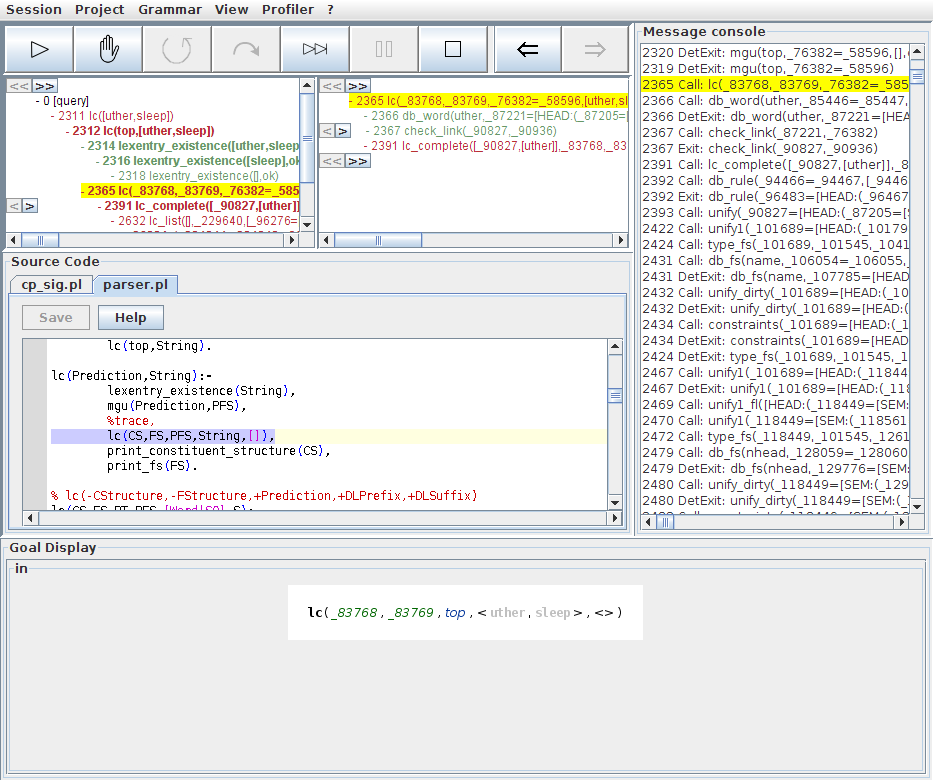 Session Project Grammar View Profiler ?
<< >>
- 0 [query]
- 2311 lc([uther,sleep])
- 2312 lc(top,[uther,sleep])
- 2314 lexentry_existence([uther,sleep
- 2316 lexentry_existence([sleep],ok
- 2318 lexentry_existence([],ok)
- 2365 lc(_83768,_83769,_76382=_585
< >
- 2391 lc_complete([_90827,[uther]]
- 2632 lc_list([],_229640,[_96276=
<< >>
- 2365 lc(_83768,_83769,_76382=_58596,[uther,sl
- 2366 db_word(uther,_87221=[HEAD:(_87205=[
< >
- 2367 check_link(_90827,_90936)
- 2391 lc_complete([_90827,[uther]],_83768,_83
<< >>
Message console
2320 DetExit: mgu(top,_76382=_58596,[],
2319 DetExit: mgu(top,_76382=_58596)
2365 Call: lc(_83768,_83769,_76382=_585
2366 Call: db_word(uther,_85446=_85447,
2366 DetExit: db_word(uther,_87221=[HEA
2367 Call: check_link(_87221,_76382)
2367 Exit: check_link(_90827,_90936)
2391 Call: lc_complete([_90827,[uther]],_8
2392 Call: db_rule(_94466=_94467,[_9446
2392 Exit: db_rule(_96483=[HEAD:(_96467
2393 Call: unify(_90827=[HEAD:(_87205=[
2422 Call: unify1(_101689=[HEAD:(_10179
2424 Call: type_fs(_101689,_101545,_1041
2431 Call: db_fs(name,_106054=_106055,
2431 DetExit: db_fs(name,_107785=[HEAD
2432 Call: unify_dirty(_101689=[HEAD:(_10
2432 DetExit: unify_dirty(_101689=[HEAD:
2434 Call: constraints(_101689=[HEAD:(_1
2434 DetExit: constraints(_101689=[HEAD:
2424 DetExit: type_fs(_101689,_101545,_1
2467 Call: unify1(_101689=[HEAD:(_11844
2467 DetExit: unify1(_101689=[HEAD:(_118
2469 Call: unify1_fl([HEAD:(_118449=[SEM:
2470 Call: unify1(_118449=[SEM:(_118561
2472 Call: type_fs(_118449,_101545,_1261
2479 Call: db_fs(nhead,_128059=_128060
2479 DetExit: db_fs(nhead,_129776=[SEM:
2480 Call: unify_dirty(_118449=[SEM:(_129
2480 DetExit: unify_dirty(_118449=[SEM:(_
Source Code
cp_sig.pl parser.pl
Save Help
lc(top,String).
lc(Prediction,String):-
lexentry_existence(String),
mgu(Prediction,PFS),
%trace,
lc(CS,FS,PFS,String,[]),
print_constituent_structure(CS),
print_fs(FS).
% lc(-CStructure,-FStructure,+Prediction,+DLPrefix,+DLSuffix)
Goal Display
in
lc(_83768,_83769,top,<uther,sleep>,<>)